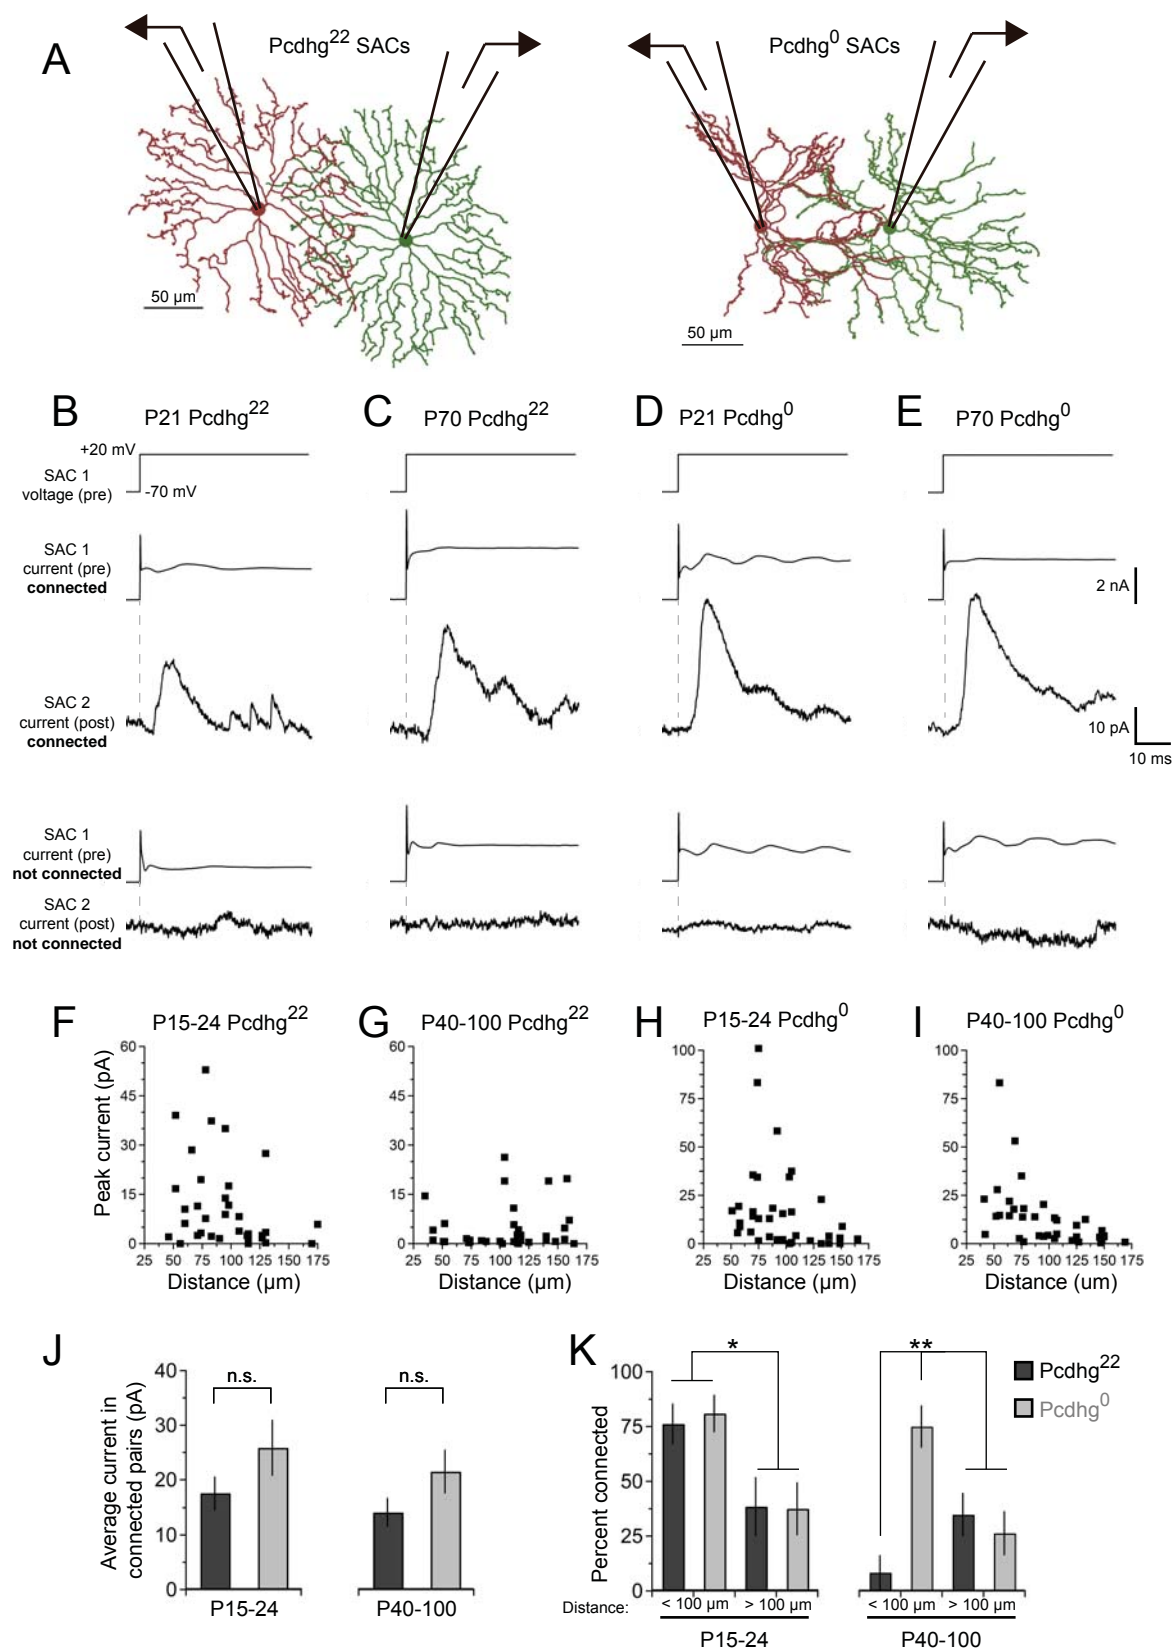 A
Pcdhg22 SACs
Pcdhg0 SACs
50 µm
50 µm
B
P21 Pcdhg22
C
P70 Pcdhg22
D
P21 Pcdhg0
E
P70 Pcdhg0
+20 mV
SAC 1
voltage (pre)
-70 mV
SAC 1
current (pre)
connected
2 nA
SAC 2
current (post)
connected
10 pA
10 ms
SAC 1
current (pre)
not connected
SAC 2
current (post)
not connected
F
P15-24 Pcdhg22
G
P40-100 Pcdhg22
H
P15-24 Pcdhg0
I
P40-100 Pcdhg0
Peak current (pA)
60
45
30
15
0
25 50 75 100 125 150 175
Distance (µm)
60
45
30
15
0
25 50 75 100 125 150 175
Distance (µm)
100
75
50
25
0
25 50 75 100 125 150 175
Distance (µm)
100
75
50
25
0
25 50 75 100 125 150 175
Distance (um)
J
Average current in
connected pairs (pA)
40
30
20
10
0
n.s.
n.s.
P15-24
P40-100
K
Percent connected
100
75
50
25
0
*
**
Pcdhg22
Pcdhg0
Distance:
< 100 µm
> 100 µm
< 100 µm
> 100 µm
P15-24
P40-100